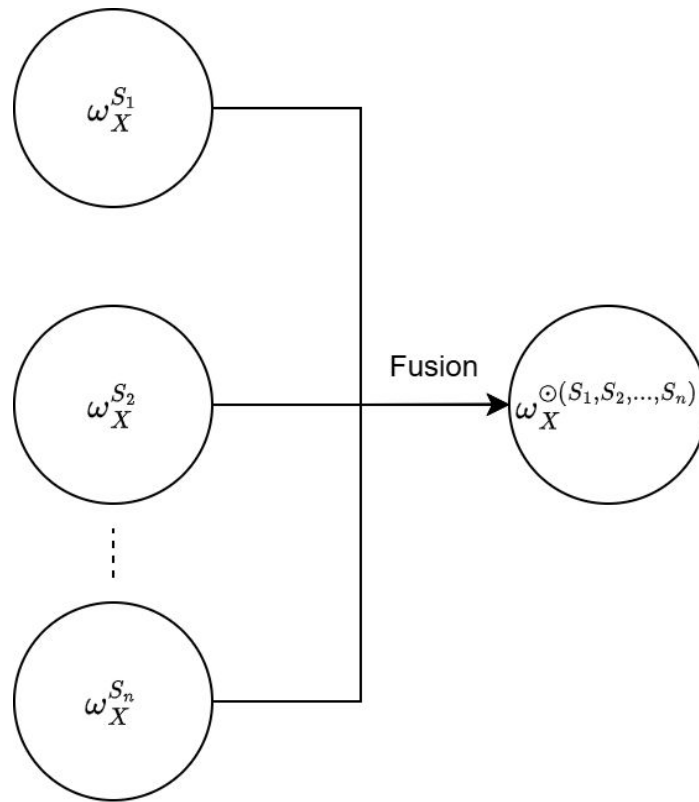 ω_X^{S_1}
ω_X^{S_2}
Fusion
ω_X^{⊙(S_1,S_2,...,S_n)}
ω_X^{S_n}